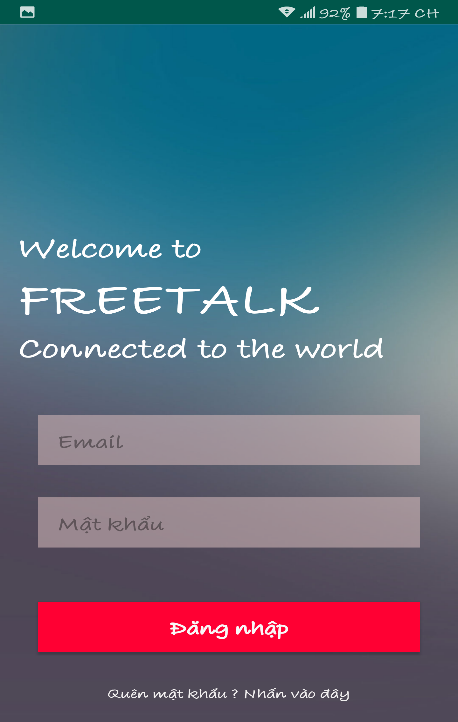 92% 7:17 CH
Welcome to
FREETALK
Connected to the world
Email
Mật khẩu
Đăng nhập
Quên mật khẩu ? Nhấn vào đây